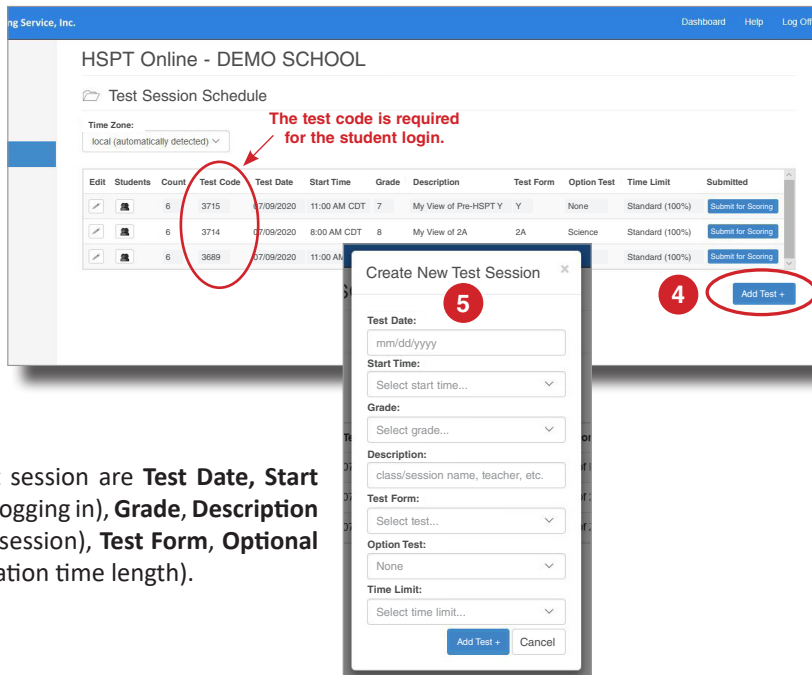 ng Service, Inc. Dashboard Help Log Off
HSPT Online - DEMO SCHOOL
Test Session Schedule
Time Zone:
local (automatically detected)
The test code is required
for the student login.
Edit Students Count Test Code Test Date Start Time Grade Description Test Form Option Test Time Limit Submitted
6 3715 07/09/2020 11:00 AM CDT 7 My View of Pre-HSPT Y Y None Standard (100%) Submit for Scoring
6 3714 07/09/2020 8:00 AM CDT 8 My View of 2A 2A Science Standard (100%) Submit for Scoring
6 3689 07/09/2020 11:00 AM Standard (100%) Submit for Scoring
4 Add Test +
Create New Test Session ×
5
Test Date:
mm/dd/yyyy
Start Time:
Select start time...
Grade:
Select grade...
Description:
class/session name, teacher, etc.
Test Form:
Select test...
Option Test:
None
Time Limit:
Select time limit...
Add Test + Cancel
session are Test Date, Start
ogging in), Grade, Description
session), Test Form, Optional
ation time length).